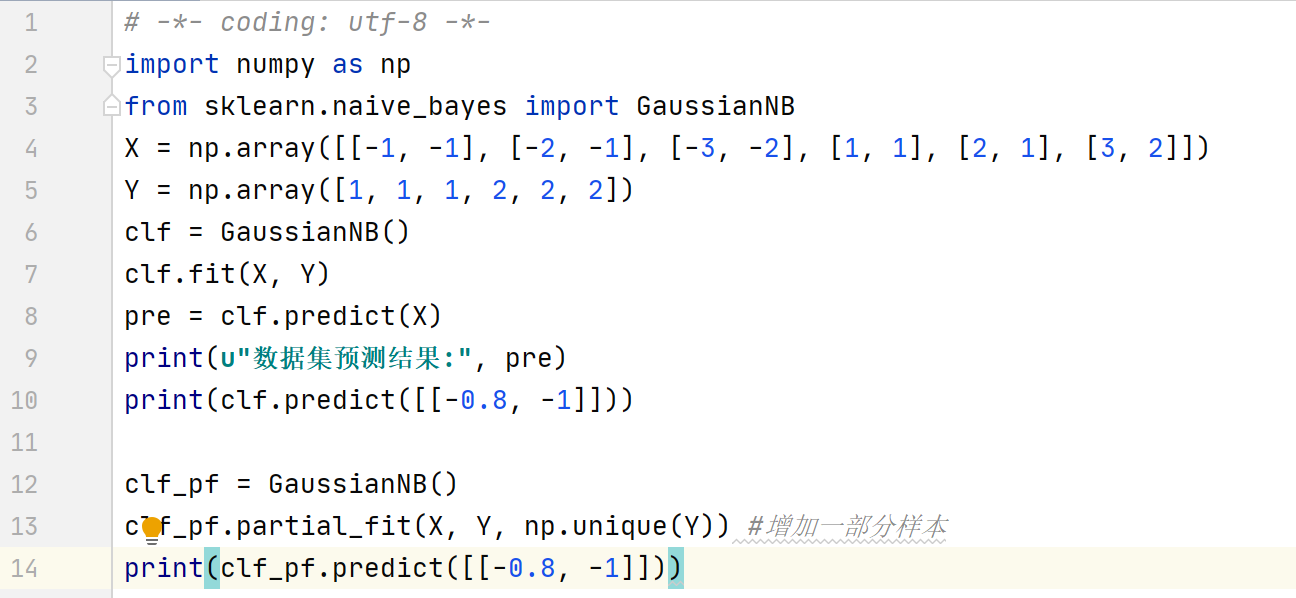 1 # -*- coding: utf-8 -*-
2 import numpy as np
3 from sklearn.naive_bayes import GaussianNB
4 X = np.array([[-1, -1], [-2, -1], [-3, -2], [1, 1], [2, 1], [3, 2]])
5 Y = np.array([1, 1, 1, 2, 2, 2])
6 clf = GaussianNB()
7 clf.fit(X, Y)
8 pre = clf.predict(X)
9 print(u"数据集预测结果:", pre)
10 print(clf.predict([[-0.8, -1]]))
11
12 clf_pf = GaussianNB()
13 clf_pf.partial_fit(X, Y, np.unique(Y)) #增加一部分样本
14 print(clf_pf.predict([[-0.8, -1]]))